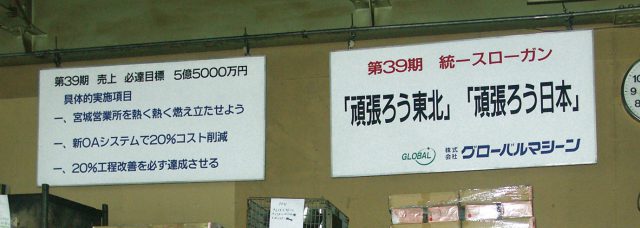 第39期 売上 必達目標 5億5000万円
具体的実施項目
一、宮城営業所を熱く熱く燃え立たせよう
一、新OAシステムで20%コスト削減
一、20%工程改善を必ず達成させる
第39期 統一スローガン
「頑張ろう東北」「頑張ろう日本」
GLOBAL 株式会社 グローバルマシーン
10
9
8